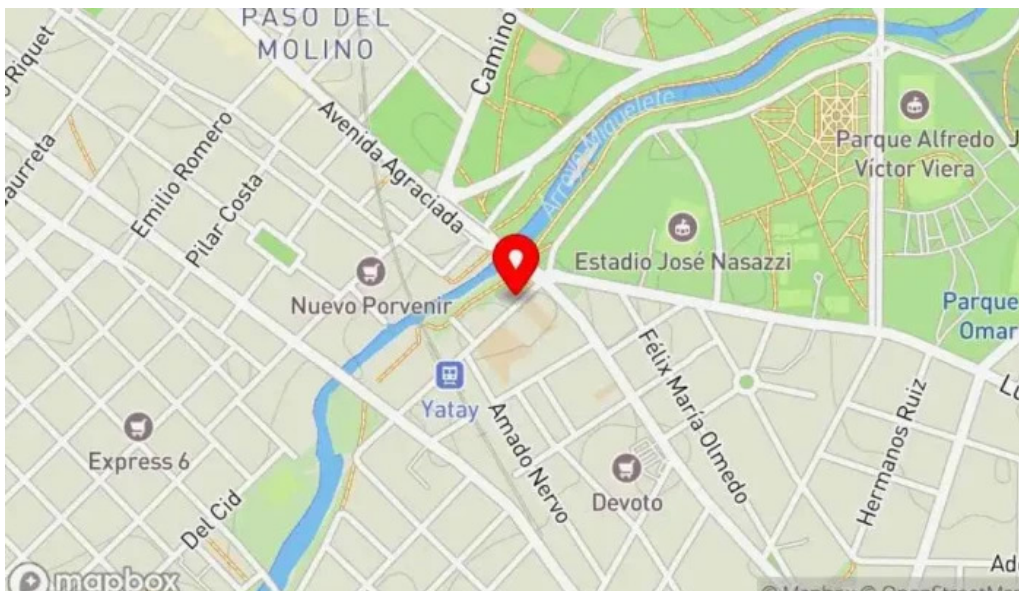 PASO DEL
MOLINO
Riquet
Camino
Avenida Agraciada
Emilio Romero
Pilar Costa
Arroyo Miguelete
Parque Alfredo
Víctor Viera
J
Estadio José Nasazzi
Nuevo Porvenir
Parque
Omar
Yatay
Félix María Olmedo
Amado Nervo
Hermanos Ruiz
Express 6
Devoto
Del Cid
mapbox
© Mapbox © OpenStreetMap